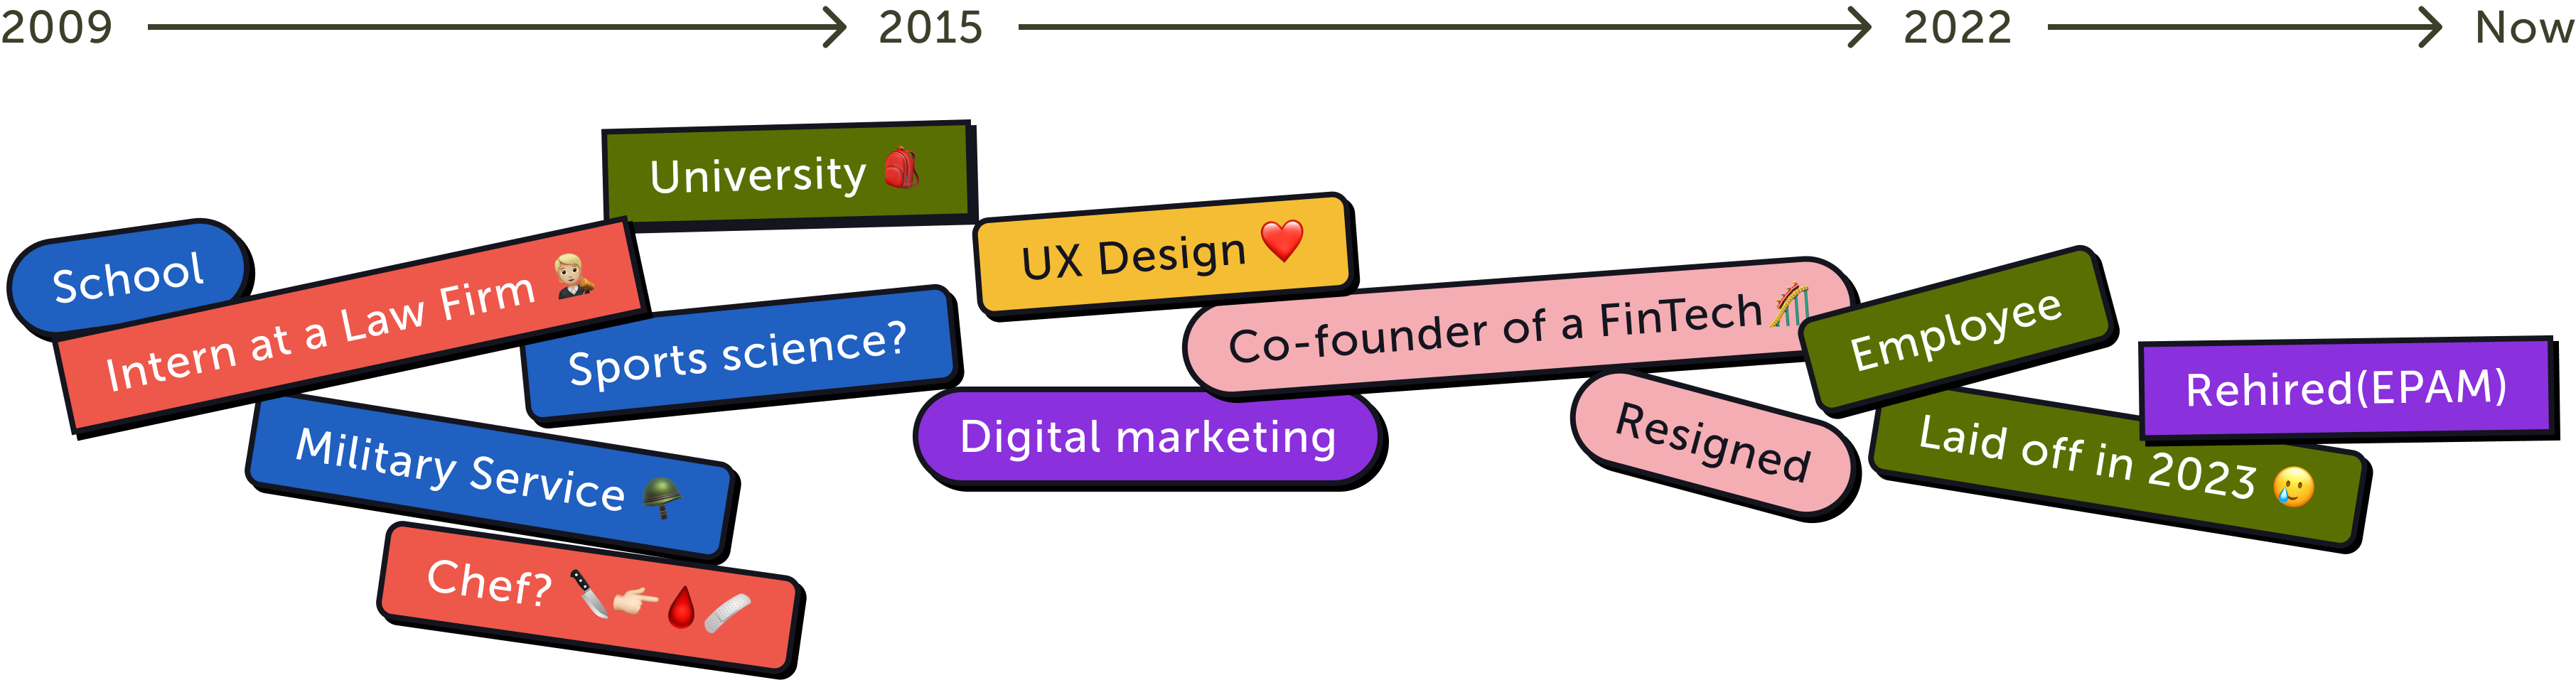 2009 2015 2022 Now
University
School
Intern at a Law Firm
Sports science?
Military Service
Chef?
UX Design
Digital marketing
Co-founder of a FinTech
Resigned
Employee
Laid off in 2023
Rehired(EPAM)